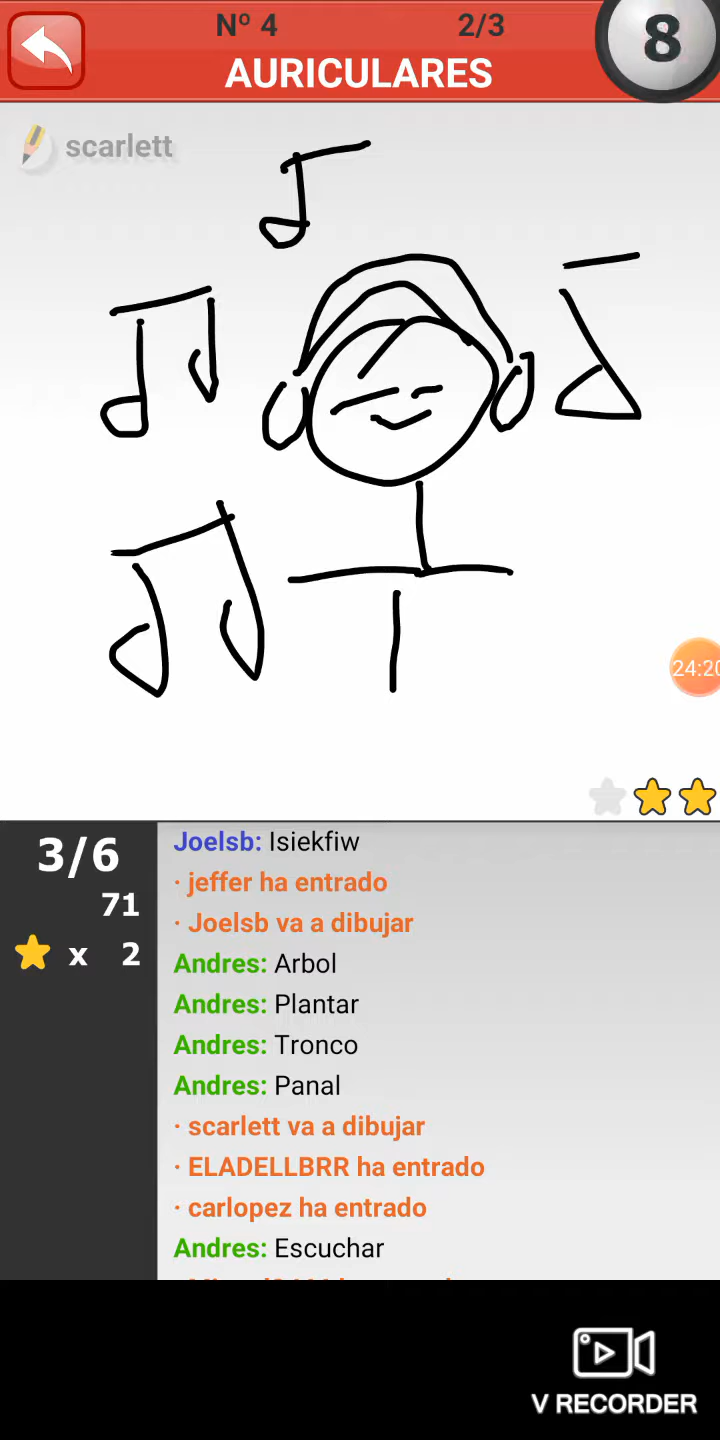 Nº 4 2/3 8
AURICULARES
scarlett
24:20
3/6
71
x 2
Joelsb: Isiekfiw
· jeffer ha entrado
· Joelsb va a dibujar
Andres: Arbol
Andres: Plantar
Andres: Tronco
Andres: Panal
· scarlett va a dibujar
· ELADELLBRR ha entrado
· carlopez ha entrado
Andres: Escuchar
V RECORDER